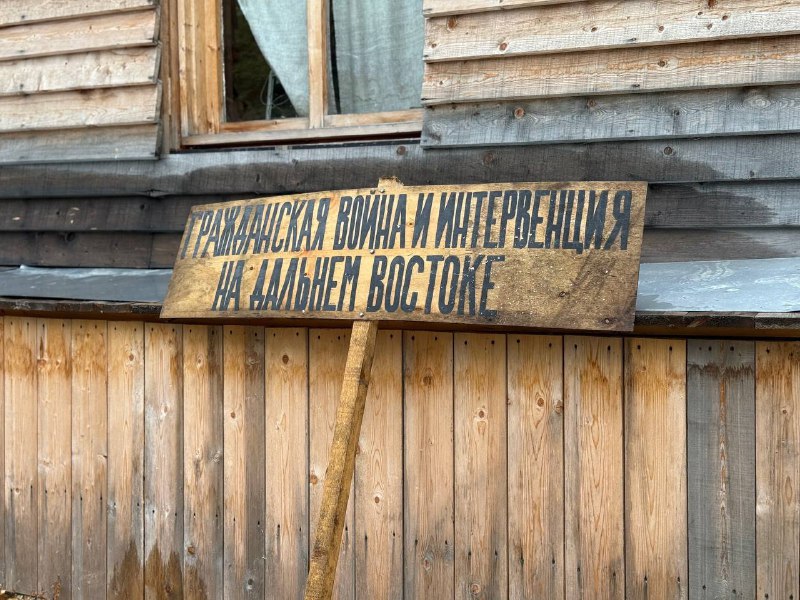 ГРАЖДАНСКАЯ ВОЙНА И ИНТЕРВЕНЦИЯ
НА ДАЛЬНЕМ ВОСТОКЕ